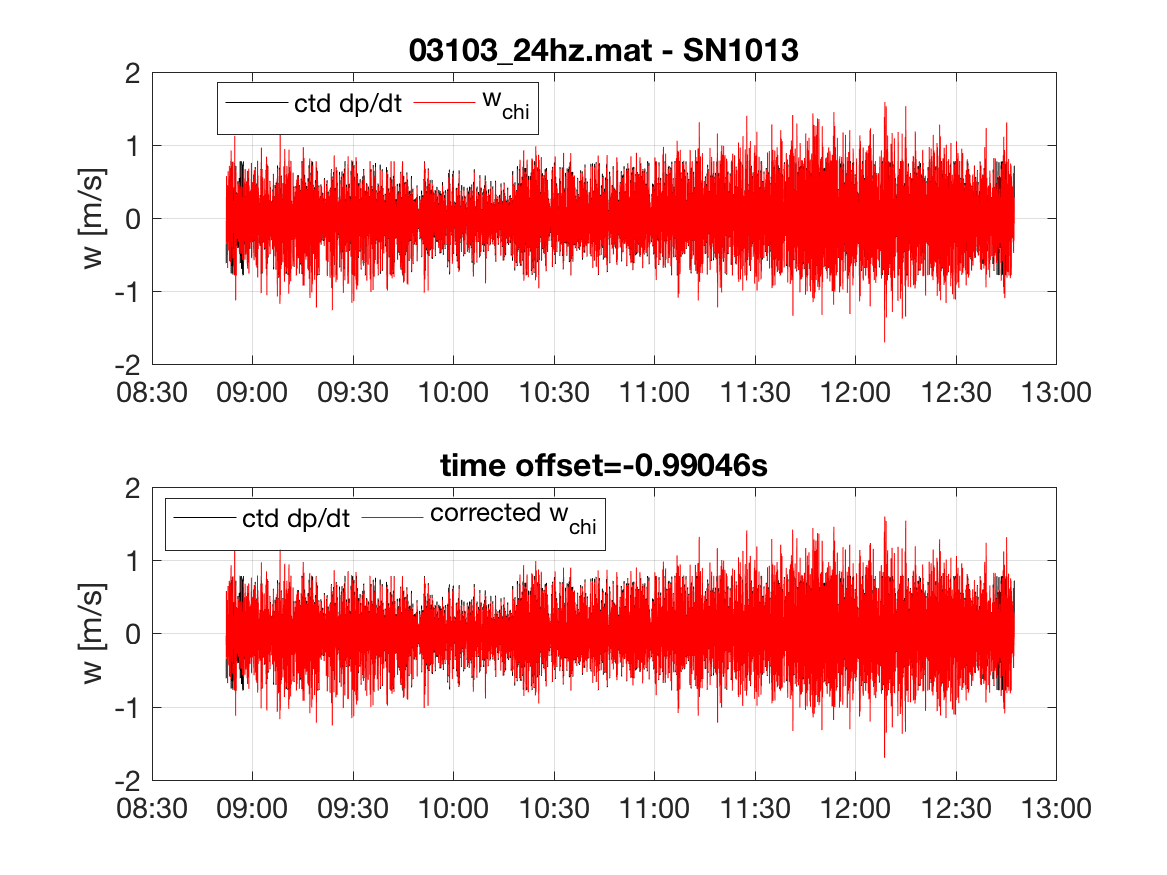 03103_24hz.mat - SN1013
ctd dp/dt w_chi
2
1
0
-1
-2
w [m/s]
08:30 09:00 09:30 10:00 10:30 11:00 11:30 12:00 12:30 13:00
time offset=-0.99046s
ctd dp/dt corrected w_chi
2
1
0
-1
-2
w [m/s]
08:30 09:00 09:30 10:00 10:30 11:00 11:30 12:00 12:30 13:00